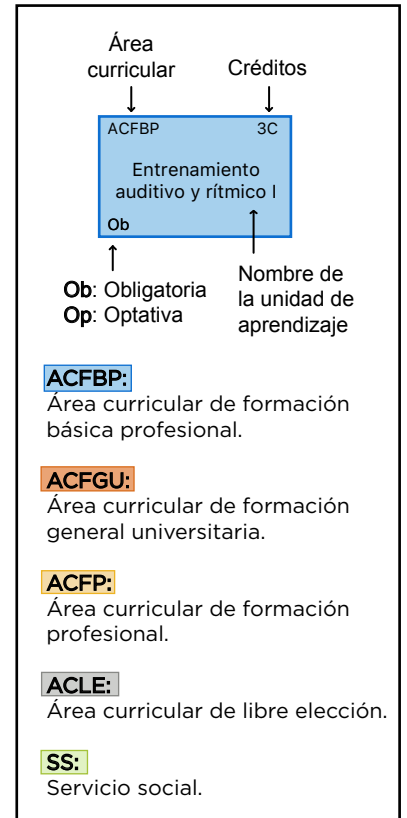 Área
curricular
Créditos
ACFBP 3C
Entrenamiento
auditivo y rítmico I
Ob
Ob: Obligatoria
Op: Optativa
Nombre de
la unidad de
aprendizaje
ACFBP:
Área curricular de formación
básica profesional.
ACFGU:
Área curricular de formación
general universitaria.
ACFP:
Área curricular de formación
profesional.
ACLE:
Área curricular de libre elección.
SS:
Servicio social.